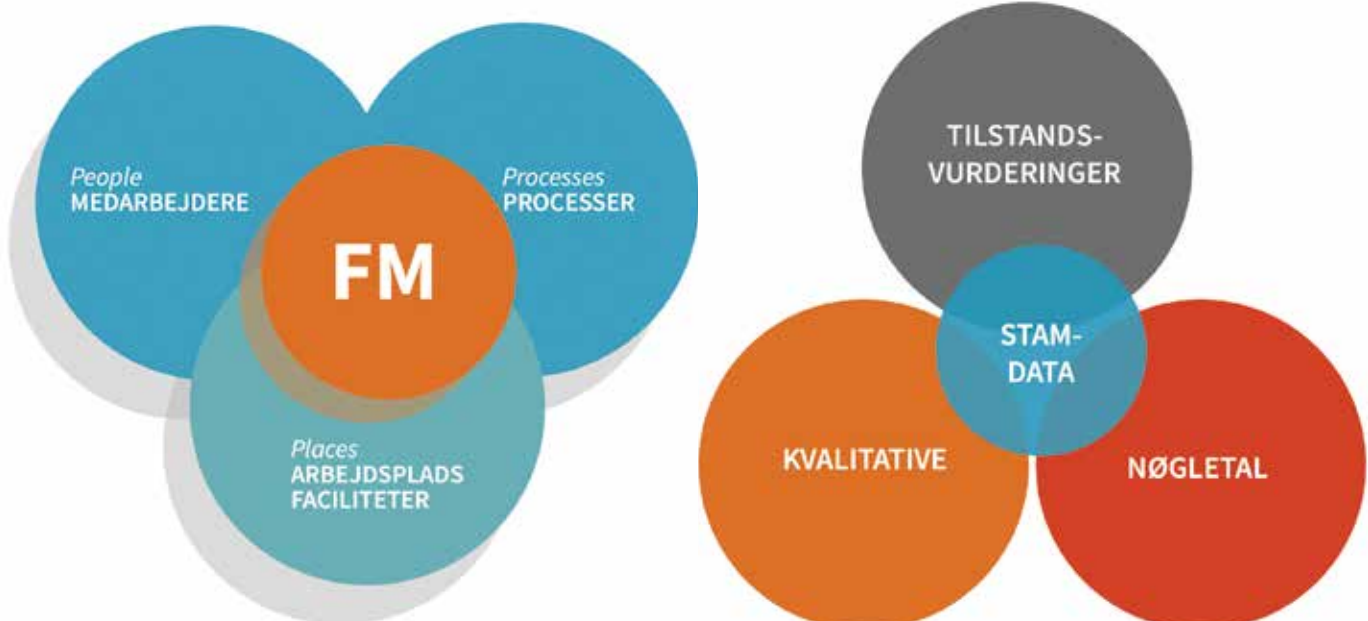 People
MEDARBEJDERE
Processes
PROCESSER
FM
Places
ARBEJDSPLADS
FACILITETER
TILSTANDS-
VURDERINGER
STAM-
DATA
KVALITATIVE
NØGLETAL